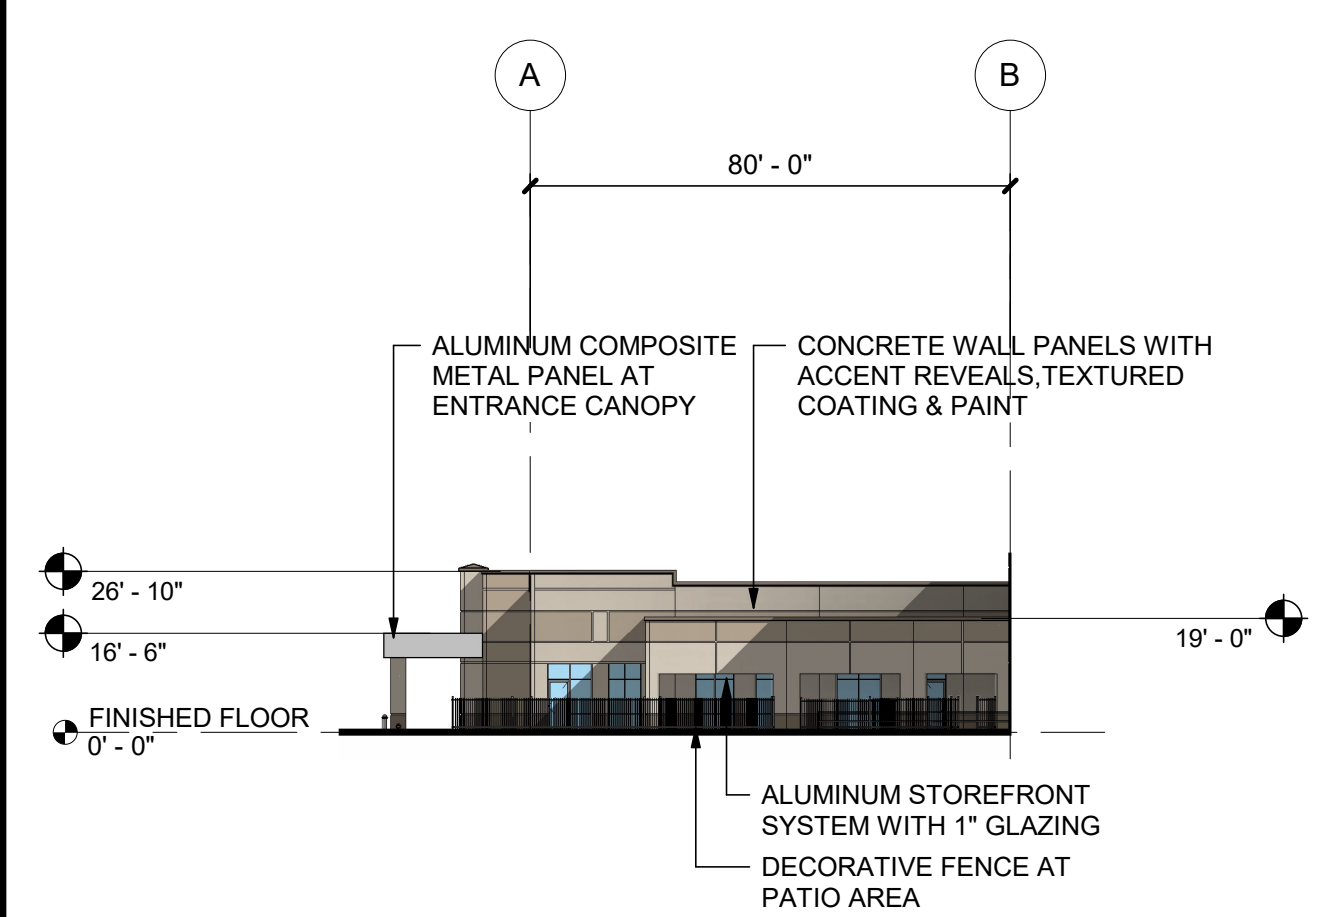 A
B
80' - 0"
ALUMINUM COMPOSITE
METAL PANEL AT
ENTRANCE CANOPY
CONCRETE WALL PANELS WITH
ACCENT REVEALS,TEXTURED
COATING & PAINT
26' - 10"
16' - 6"
19' - 0"
FINISHED FLOOR
0' - 0"
ALUMINUM STOREFRONT
SYSTEM WITH 1" GLAZING
DECORATIVE FENCE AT
PATIO AREA